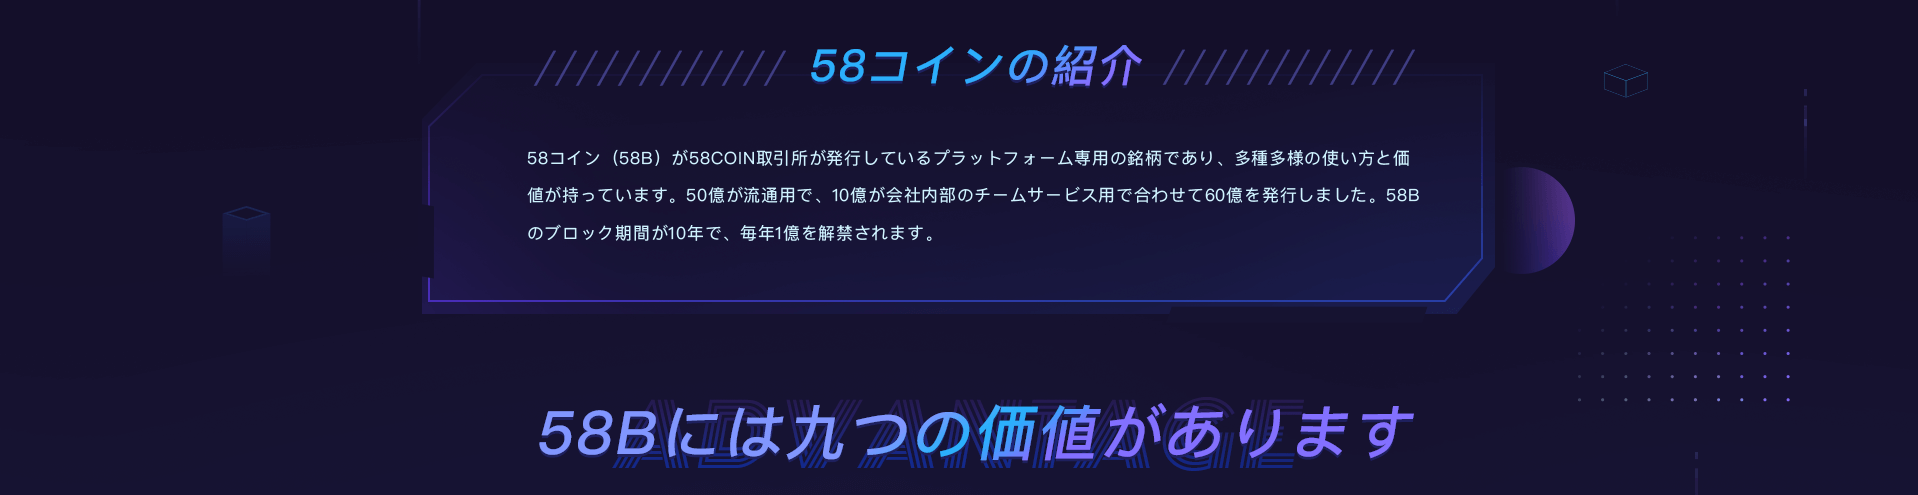 58コインの紹介
58コイン（58B）が58COIN取引所が発行しているプラットフォーム専用の銘柄であり、多種多様の使い方と価
値が持っています。50億が流通用で、10億が会社内部のチームサービス用で合わせて60億を発行しました。58B
のブロック期間が10年で、毎年1億を解禁されます。
ADVANTAGE
58Bには九つの価値があります